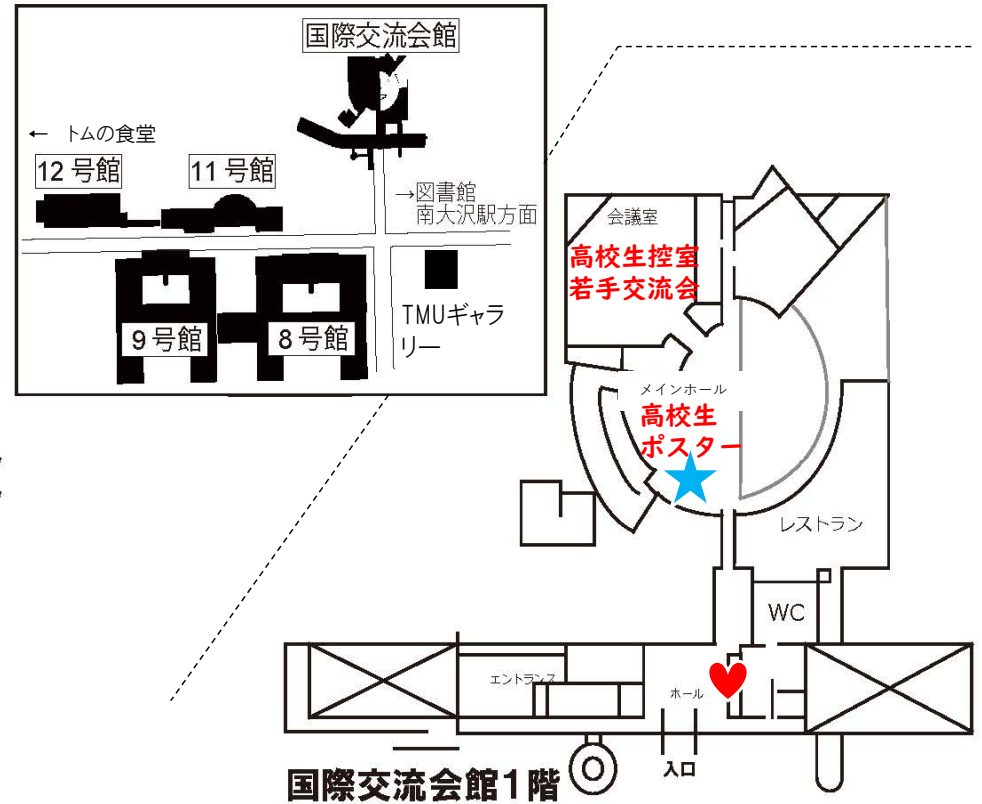 国際交流会館
← トムの食堂
12 号館
11 号館
→図書館
南大沢駅方面
9 号館
8 号館
TMUギャラ
リー
会議室
高校生控室
若手交流会
メインホール
高校生
ポスター
レストラン
WC
エントランス
ホール
入口
国際交流会館1階